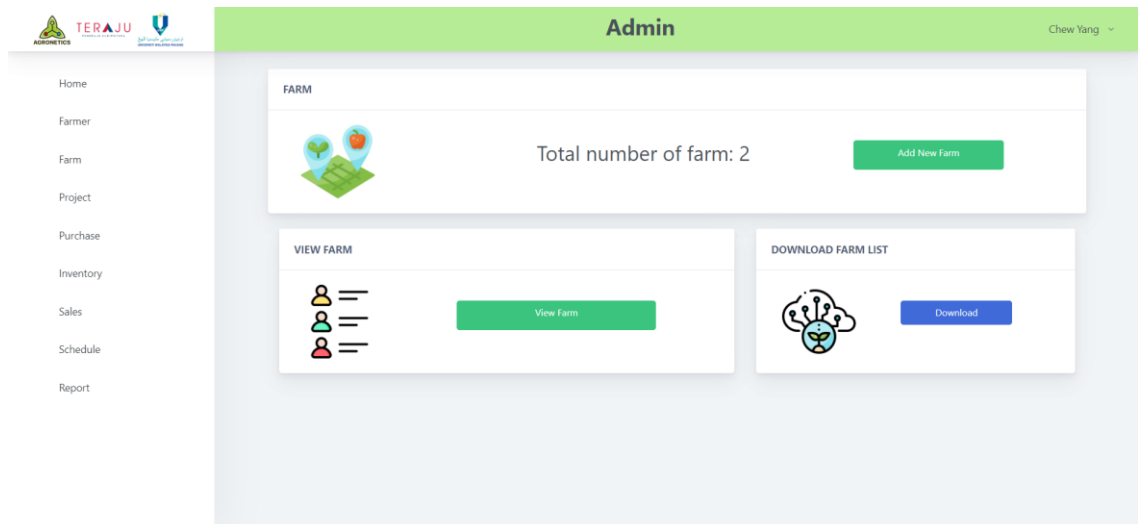 AGRONETICS
TERAJU
Admin
Chew Yang
Home
Farmer
Farm
Project
Purchase
Inventory
Sales
Schedule
Report
FARM
Total number of farm: 2
Add New Farm
VIEW FARM
View Farm
DOWNLOAD FARM LIST
Download